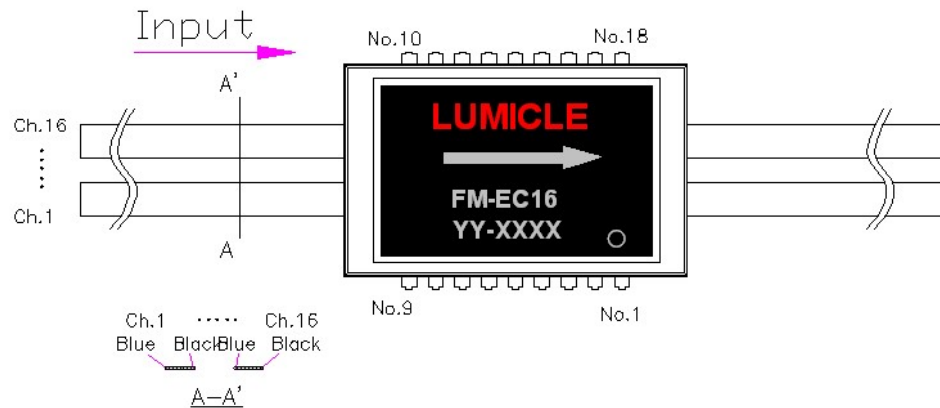 Input
No.10
No.18
A'
Ch.16
LUMICLE
FM-EC16
YY-XXXX
Ch.1
A
No.9
No.1
Ch.1 ····· Ch.16
Blue Black Blue Black
A-A'